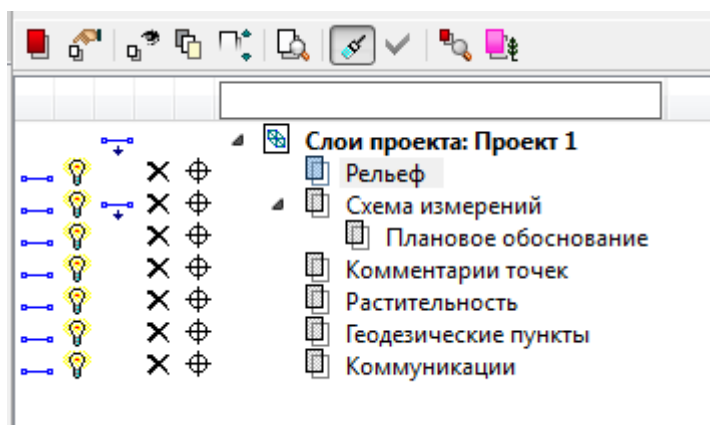 Слои проекта: Проект 1
Рельеф
Схема измерений
Плановое обоснование
Комментарии точек
Растительность
Геодезические пункты
Коммуникации